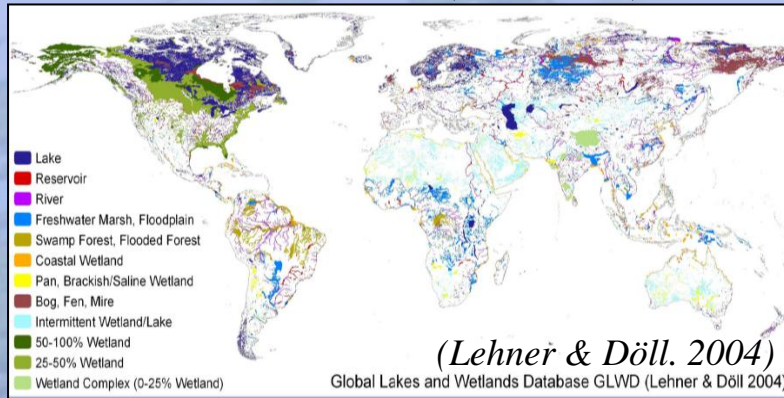 Lake
Reservoir
River
Freshwater Marsh, Floodplain
Swamp Forest, Flooded Forest
Coastal Wetland
Pan, Brackish/Saline Wetland
Bog, Fen, Mire
Intermittent Wetland/Lake
50-100% Wetland
25-50% Wetland
Wetland Complex (0-25% Wetland)
(Lehner & Döll. 2004)
Global Lakes and Wetlands Database GLWD (Lehner & Döll 2004)